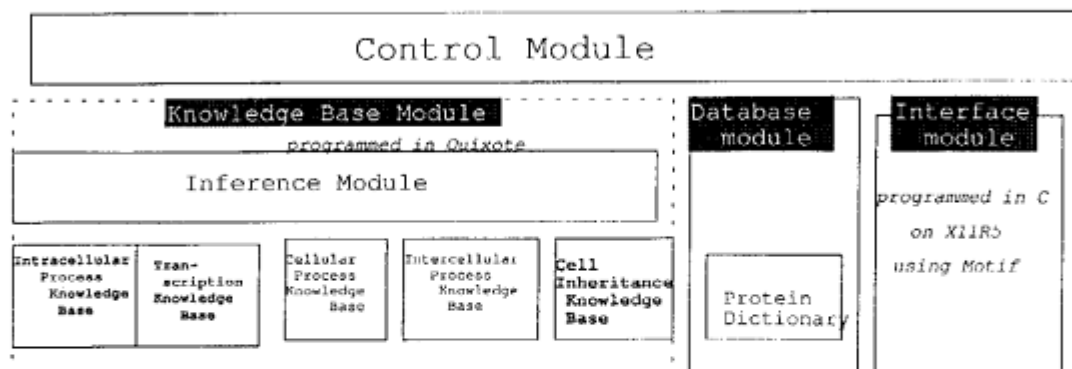 Control Module
Knowledge Base Module
programmed in Quixote
Inference Module
Intracellular
Process
Knowledge
Base
Tran-
scription
Knowledge
Base
Cellular
Process
Knowledge
Base
Intercellular
Process
Knowledge
Base
Cell
Inheritance
Knowledge
Base
Database
module
Protein
Dictionary
Interface
module
programmed in C
on X11R5
using Motif